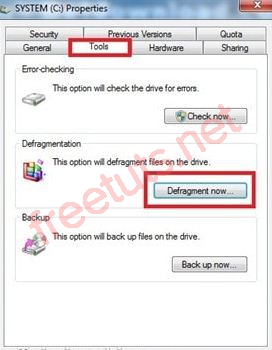 SYSTEM (C:) Properties
Security
Previous Versions
Quota
General
Tools
Hardware
Sharing
Error-checking
This option will check the drive for errors.
Check now...
Defragmentation
This option will defragment files on the drive.
Defragment now...
Backup
This option will back up files on the drive.
Back up now...
freetuts.net